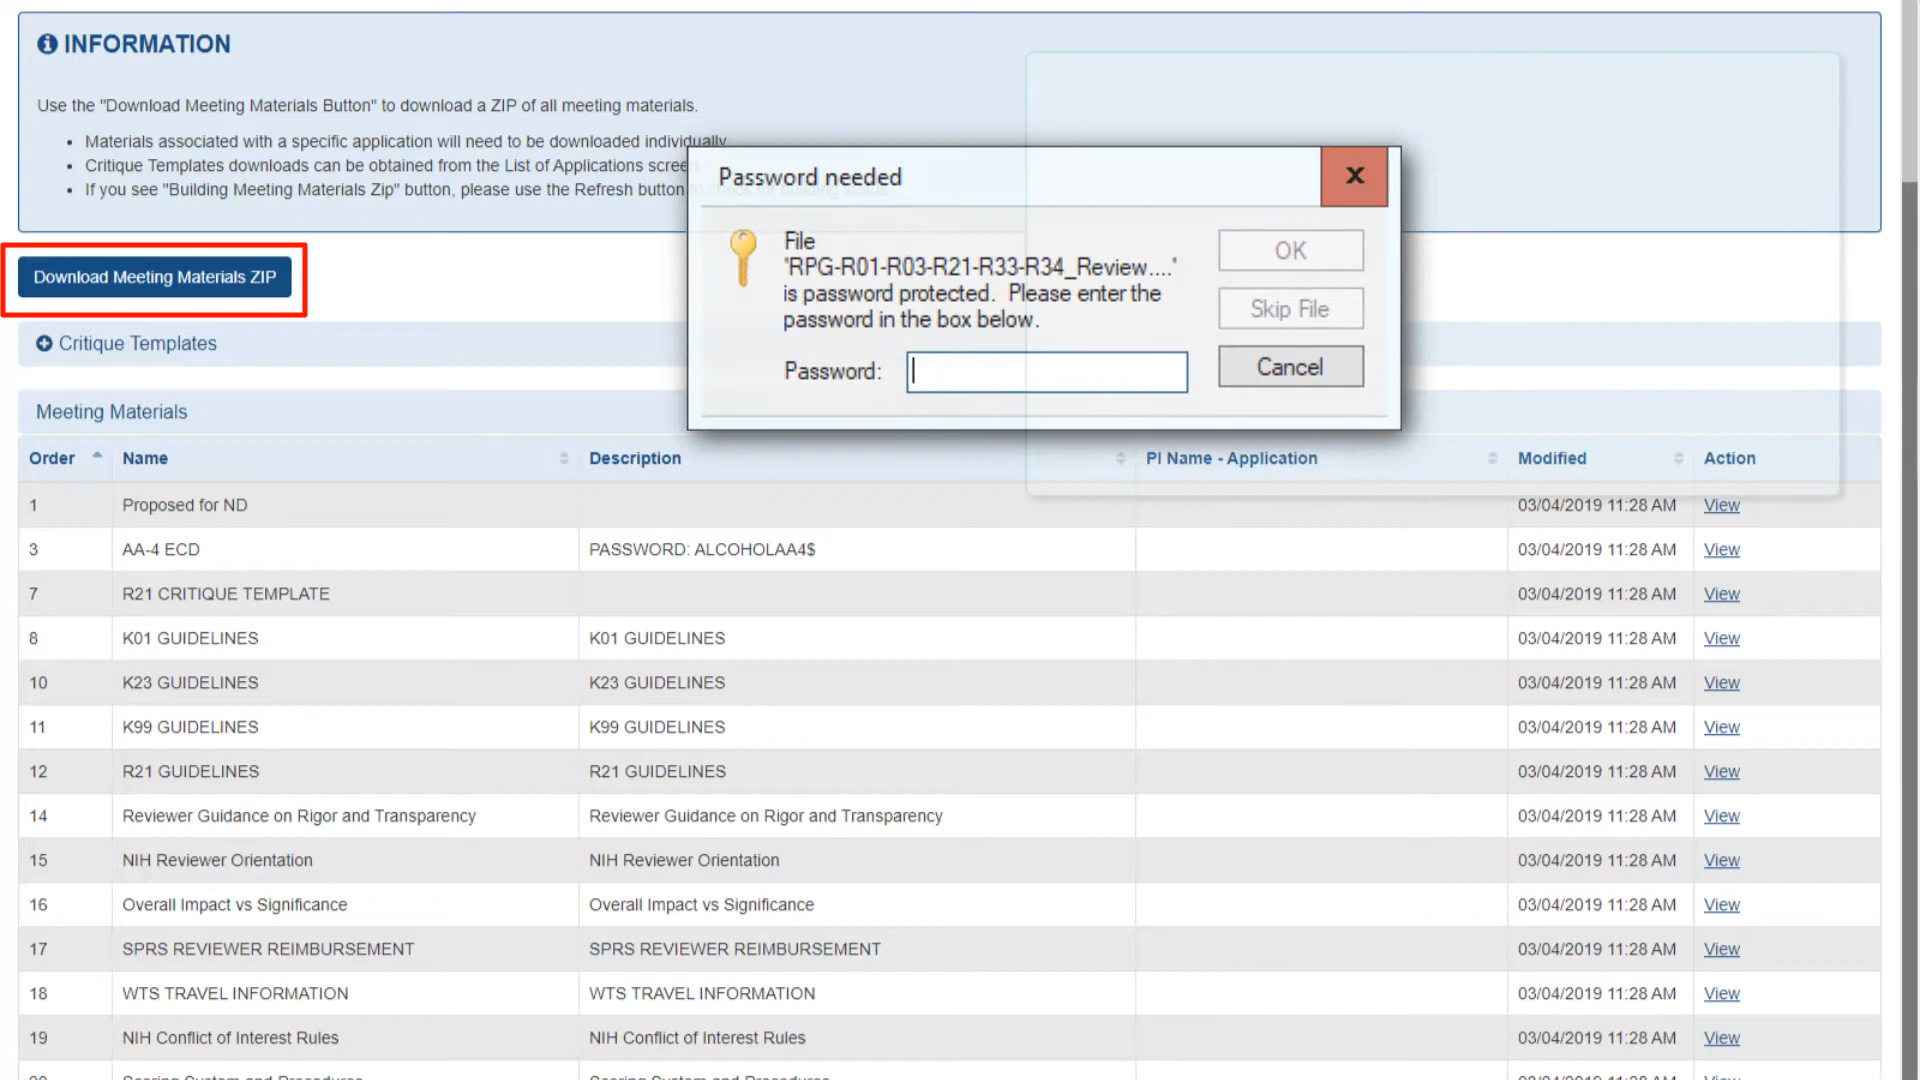 INFORMATION
Use the "Download Meeting Materials Button" to download a ZIP of all meeting materials.
• Materials associated with a specific application will need to be downloaded individually
• Critique Templates downloads can be obtained from the List of Applications screen
• If you see "Building Meeting Materials Zip" button, please use the Refresh button
Password needed
X
File
'RPG-R01-R03-R21-R33-R34_Review....'
is password protected. Please enter the
password in the box below.
Password:
OK
Skip File
Cancel
Download Meeting Materials ZIP
Critique Templates
Meeting Materials
Order Name Description PI Name - Application Modified Action
1 Proposed for ND 03/04/2019 11:28 AM View
3 AA-4 ECD PASSWORD: ALCOHOLAA4$ 03/04/2019 11:28 AM View
7 R21 CRITIQUE TEMPLATE 03/04/2019 11:28 AM View
8 K01 GUIDELINES K01 GUIDELINES 03/04/2019 11:28 AM View
10 K23 GUIDELINES K23 GUIDELINES 03/04/2019 11:28 AM View
11 K99 GUIDELINES K99 GUIDELINES 03/04/2019 11:28 AM View
12 R21 GUIDELINES R21 GUIDELINES 03/04/2019 11:28 AM View
14 Reviewer Guidance on Rigor and Transparency Reviewer Guidance on Rigor and Transparency 03/04/2019 11:28 AM View
15 NIH Reviewer Orientation NIH Reviewer Orientation 03/04/2019 11:28 AM View
16 Overall Impact vs Significance Overall Impact vs Significance 03/04/2019 11:28 AM View
17 SPRS REVIEWER REIMBURSEMENT SPRS REVIEWER REIMBURSEMENT 03/04/2019 11:28 AM View
18 WTS TRAVEL INFORMATION WTS TRAVEL INFORMATION 03/04/2019 11:28 AM View
19 NIH Conflict of Interest Rules NIH Conflict of Interest Rules 03/04/2019 11:28 AM View